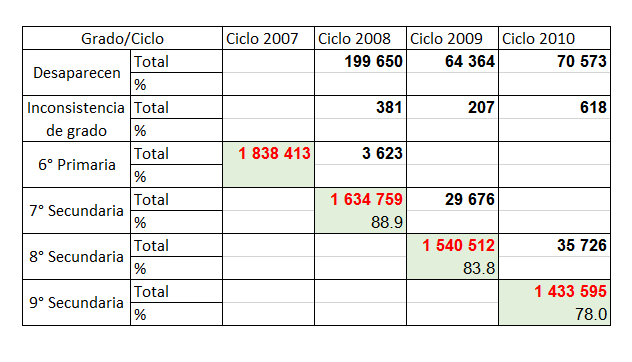 Grado/Ciclo Ciclo 2007 Ciclo 2008 Ciclo 2009 Ciclo 2010
Desaparecen Total 199 650 64 364 70 573
%
Inconsistencia de grado Total 381 207 618
%
6° Primaria Total 1 838 413 3 623
%
7° Secundaria Total 1 634 759 29 676
% 88.9
8° Secundaria Total 1 540 512 35 726
% 83.8
9° Secundaria Total 1 433 595
% 78.0